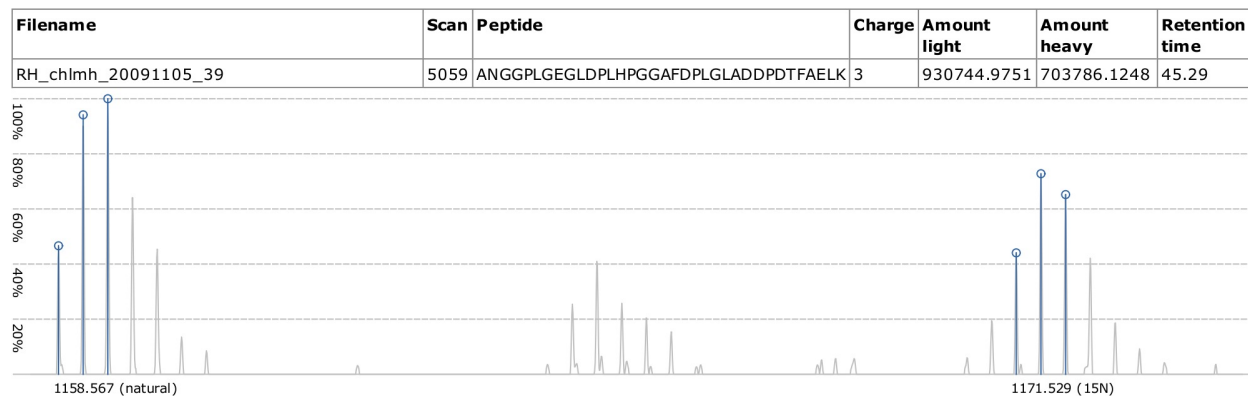 Filename Scan Peptide Charge Amount light Amount heavy Retention time
RH_chlmh_20091105_39 5059 ANGGPLGEGLDPLHPGGAFDPLGLADDPDTFAELK 3 930744.9751 703786.1248 45.29
100%
80%
60%
40%
20%
1158.567 (natural) 1171.529 (15N)